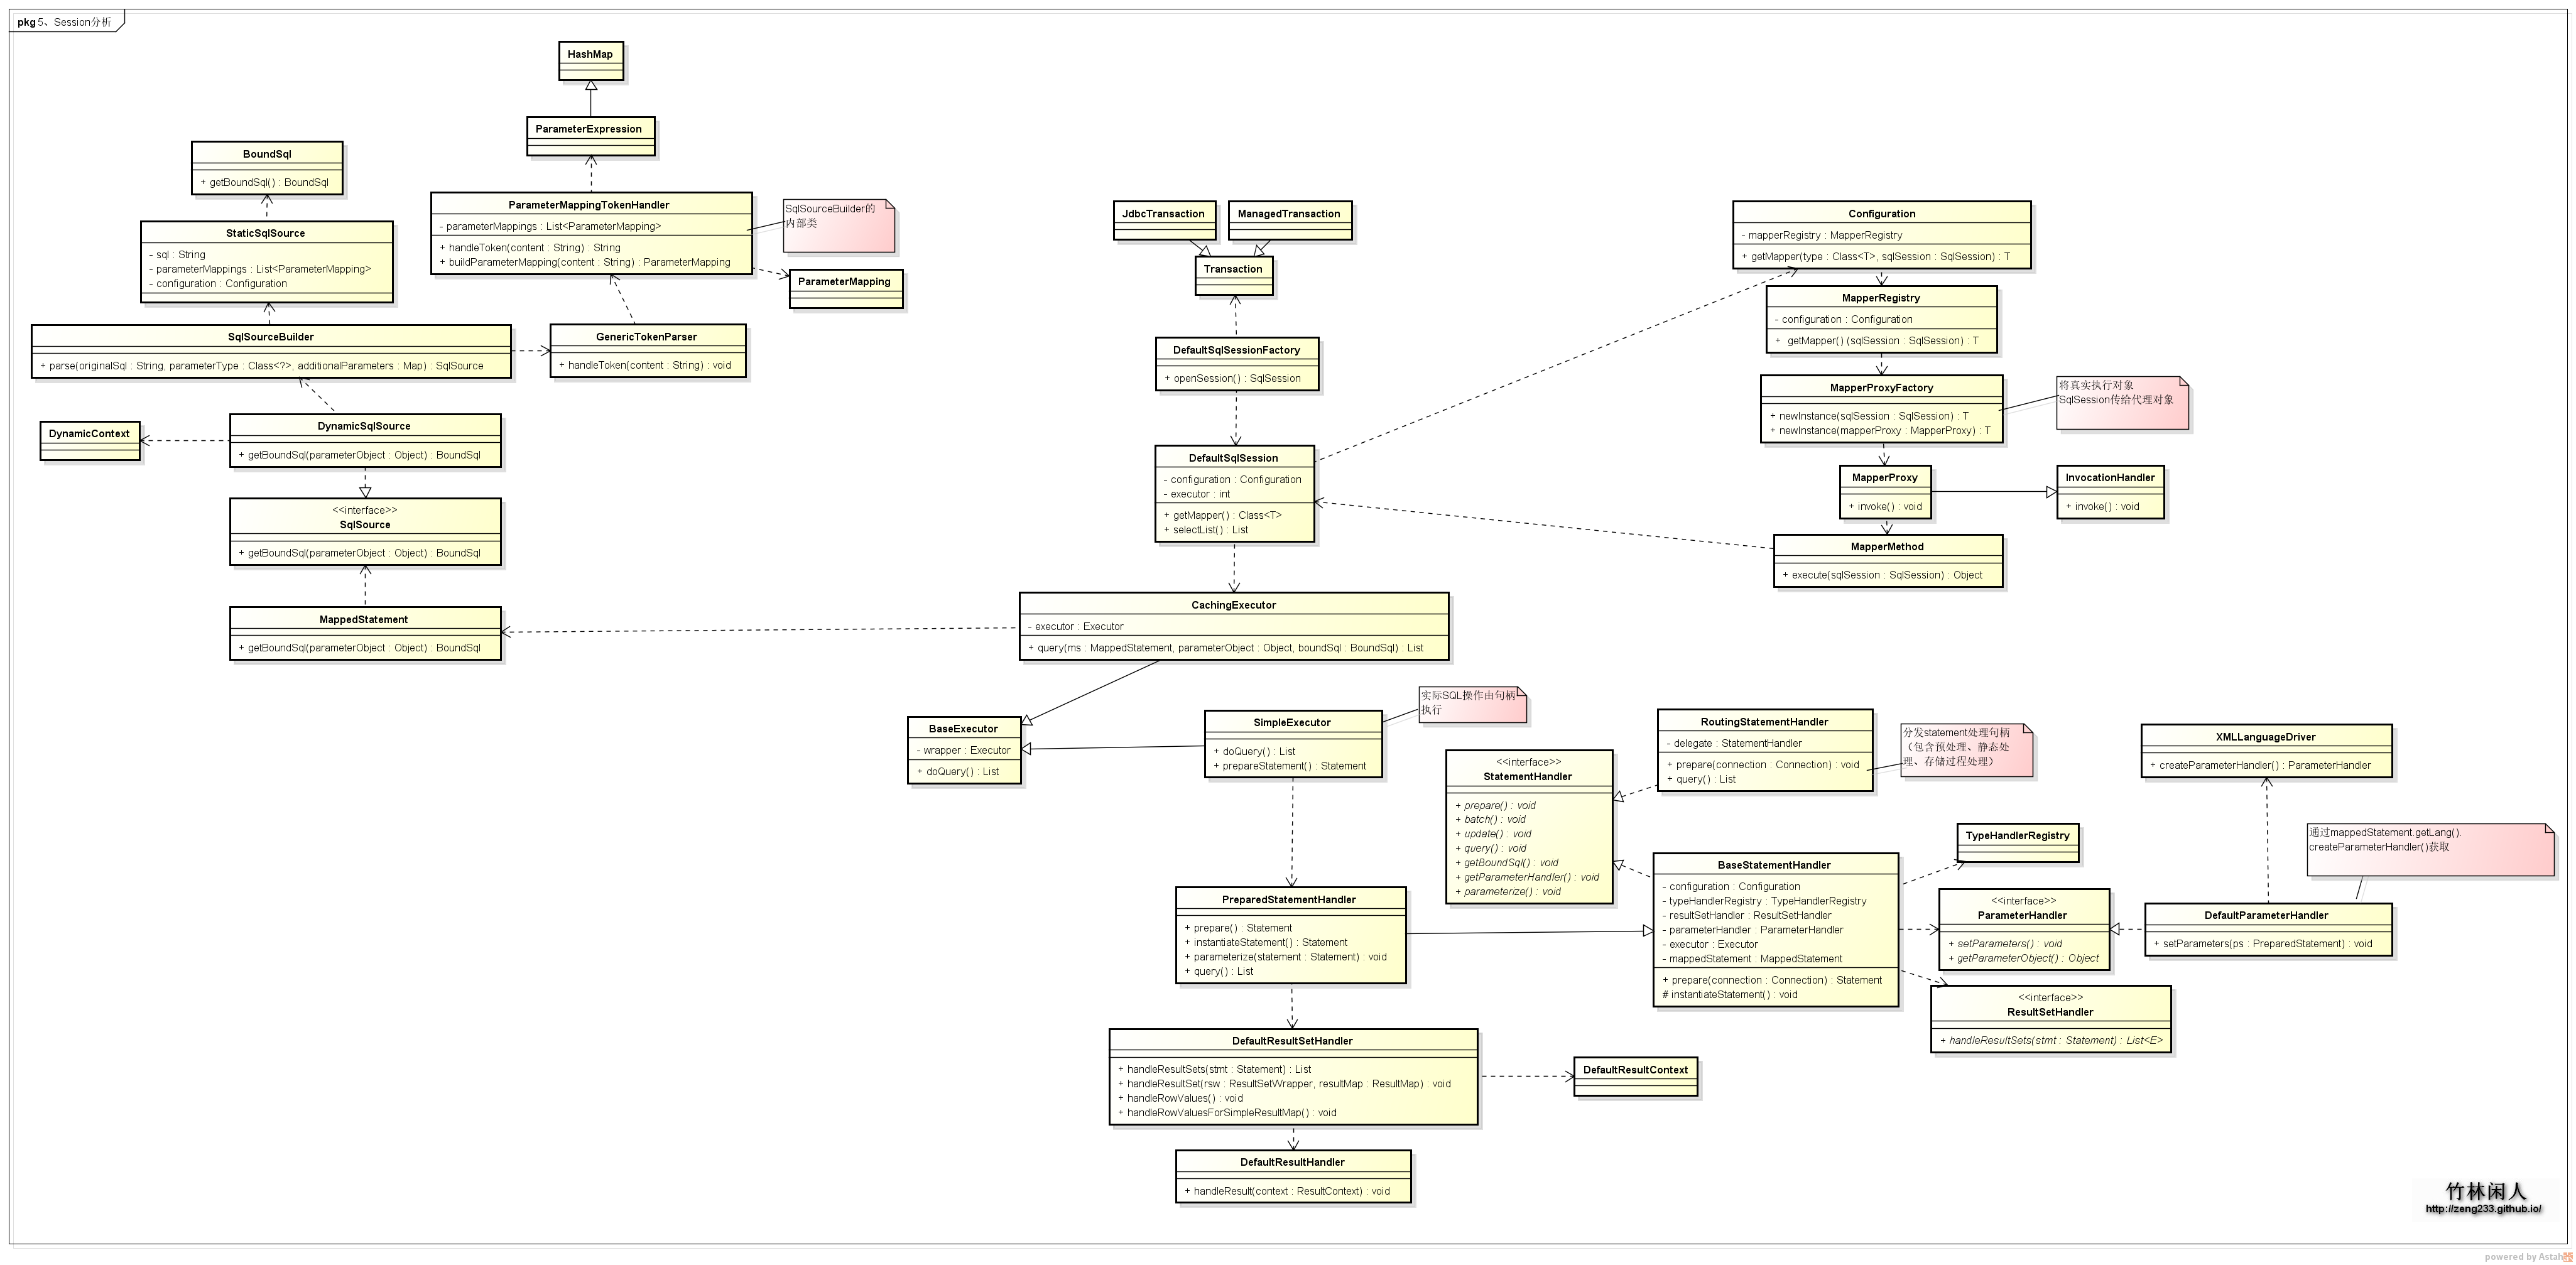 pkg 5、Session分析
HashMap
ParameterExpression
BoundSql
+ getBoundSql() : BoundSql
ParameterMappingTokenHandler
- parameterMappings : List<ParameterMapping>
+ handleToken(content : String) : String
+ buildParameterMapping(content : String) : ParameterMapping
SqlSourceBuilder的
内部类
StaticSqlSource
- sql : String
- parameterMappings : List<ParameterMapping>
- configuration : Configuration
ParameterMapping
SqlSourceBuilder
+ parse(originalSql : String, parameterType : Class<?>, additionalParameters : Map) : SqlSource
GenericTokenParser
+ handleToken(content : String) : void
DynamicContext
DynamicSqlSource
+ getBoundSql(parameterObject : Object) : BoundSql
<<interface>>
SqlSource
+ getBoundSql(parameterObject : Object) : BoundSql
MappedStatement
+ getBoundSql(parameterObject : Object) : BoundSql
JdbcTransaction
ManagedTransaction
Transaction
DefaultSqlSessionFactory
+ openSession() : SqlSession
DefaultSqlSession
- configuration : Configuration
- executor : int
+ getMapper() : Class<T>
+ selectList() : List
Configuration
- mapperRegistry : MapperRegistry
+ getMapper(type : Class<T>, sqlSession : SqlSession) : T
MapperRegistry
- configuration : Configuration
+ getMapper() (sqlSession : SqlSession) : T
MapperProxyFactory
+ newInstance(sqlSession : SqlSession) : T
+ newInstance(mapperProxy : MapperProxy) : T
将真实执行对象
SqlSession传给代理对象
MapperProxy
+ invoke() : void
InvocationHandler
+ invoke() : void
MapperMethod
+ execute(sqlSession : SqlSession) : Object
CachingExecutor
- executor : Executor
+ query(ms : MappedStatement, parameterObject : Object, boundSql : BoundSql) : List
BaseExecutor
- wrapper : Executor
+ doQuery() : List
SimpleExecutor
+ doQuery() : List
+ prepareStatement() : Statement
实际SQL操作由句柄
执行
<<interface>>
StatementHandler
+ prepare() : void
+ batch() : void
+ update() : void
+ query() : void
+ getBoundSql() : void
+ getParameterHandler() : void
+ parameterize() : void
RoutingStatementHandler
- delegate : StatementHandler
+ prepare(connection : Connection) : void
+ query() : List
分发statement处理句柄
（包含预处理、静态处
理、存储过程处理）
XMLLanguageDriver
+ createParameterHandler() : ParameterHandler
TypeHandlerRegistry
通过mappedStatement.getLang().
createParameterHandler()获取
BaseStatementHandler
- configuration : Configuration
- typeHandlerRegistry : TypeHandlerRegistry
- resultSetHandler : ResultSetHandler
- parameterHandler : ParameterHandler
- executor : Executor
- mappedStatement : MappedStatement
+ prepare(connection : Connection) : Statement
# instantiateStatement() : void
<<interface>>
ParameterHandler
+ setParameters() : void
+ getParameterObject() : Object
DefaultParameterHandler
+ setParameters(ps : PreparedStatement) : void
<<interface>>
ResultSetHandler
+ handleResultSets(stmt : Statement) : List<E>
PreparedStatementHandler
+ prepare() : Statement
+ instantiateStatement() : Statement
+ parameterize(statement : Statement) : void
+ query() : List
DefaultResultSetHandler
+ handleResultSets(stmt : Statement) : List
+ handleResultSet(rsw : ResultSetWrapper, resultMap : ResultMap) : void
+ handleRowValues() : void
+ handleRowValuesForSimpleResultMap() : void
DefaultResultContext
DefaultResultHandler
+ handleResult(context : ResultContext) : void
竹林闲人
http://zeng233.github.io/
powered by Astah